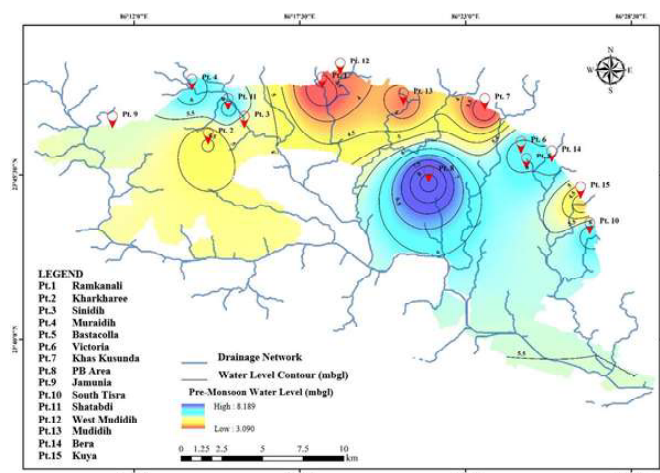 86°12'0"E 86°17'30"E 86°23'0"E 86°28'30"E
Pt. 12
Pt. 4
Pt. 1
Pt. 13
Pt. 11
Pt. 7
N
W E
S
Pt. 9
Pt. 3
5.5
Pt. 2
Pt. 6
Pt. 14
23°45'30"N
Pt. 8
Pt. 15
Pt. 10
LEGEND
Pt.1 Ramkanali
Pt.2 Kharkharee
Pt.3 Sinidih
Pt.4 Muraidih
Pt.5 Bastacolla
Pt.6 Victoria
Pt.7 Khas Kusunda
Pt.8 PB Area
Pt.9 Jamunia
Pt.10 South Tisra
Pt.11 Shatabdi
Pt.12 West Mudidih
Pt.13 Mudidih
Pt.14 Bera
Pt.15 Kuya
23°40'0"N
5.5
Drainage Network
Water Level Contour (mbgl)
Pre-Monsoon Water Level (mbgl)
High : 8.189
Low : 3.090
0 1.25 2.5 5 7.5 10
km